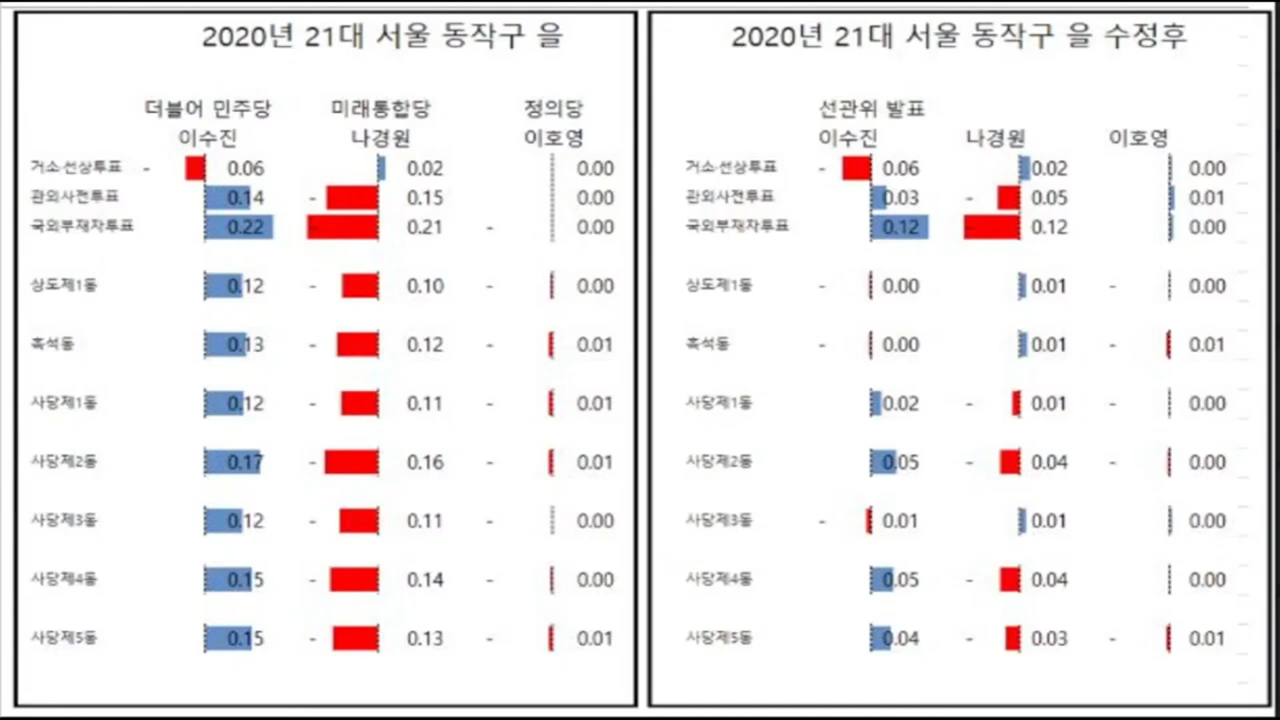 2020년 21대 서울 동작구 을
더블어 민주당 미래통합당 정의당
이수진 나경원 이호영
거소·선상투표 - 0.06 0.02 0.00
관외사전투표 0.14 - 0.15 0.00
국외부재자투표 0.22 - 0.21 - 0.00
상도제1동 0.12 - 0.10 - 0.00
흑석동 0.13 - 0.12 - 0.01
사당제1동 0.12 - 0.11 - 0.01
사당제2동 0.17 - 0.16 - 0.01
사당제3동 0.12 - 0.11 - 0.00
사당제4동 0.15 - 0.14 - 0.00
사당제5동 0.15 - 0.13 - 0.01
2020년 21대 서울 동작구 을 수정후
선관위 발표
이수진 나경원 이호영
거소·선상투표 - 0.06 0.02 0.00
관외사전투표 0.03 - 0.05 0.01
국외부재자투표 0.12 - 0.12 0.00
상도제1동 - 0.00 0.01 - 0.00
흑석동 - 0.00 0.01 - 0.01
사당제1동 0.02 - 0.01 - 0.00
사당제2동 0.05 - 0.04 - 0.00
사당제3동 - 0.01 0.01 - 0.00
사당제4동 0.05 - 0.04 - 0.00
사당제5동 0.04 - 0.03 - 0.01